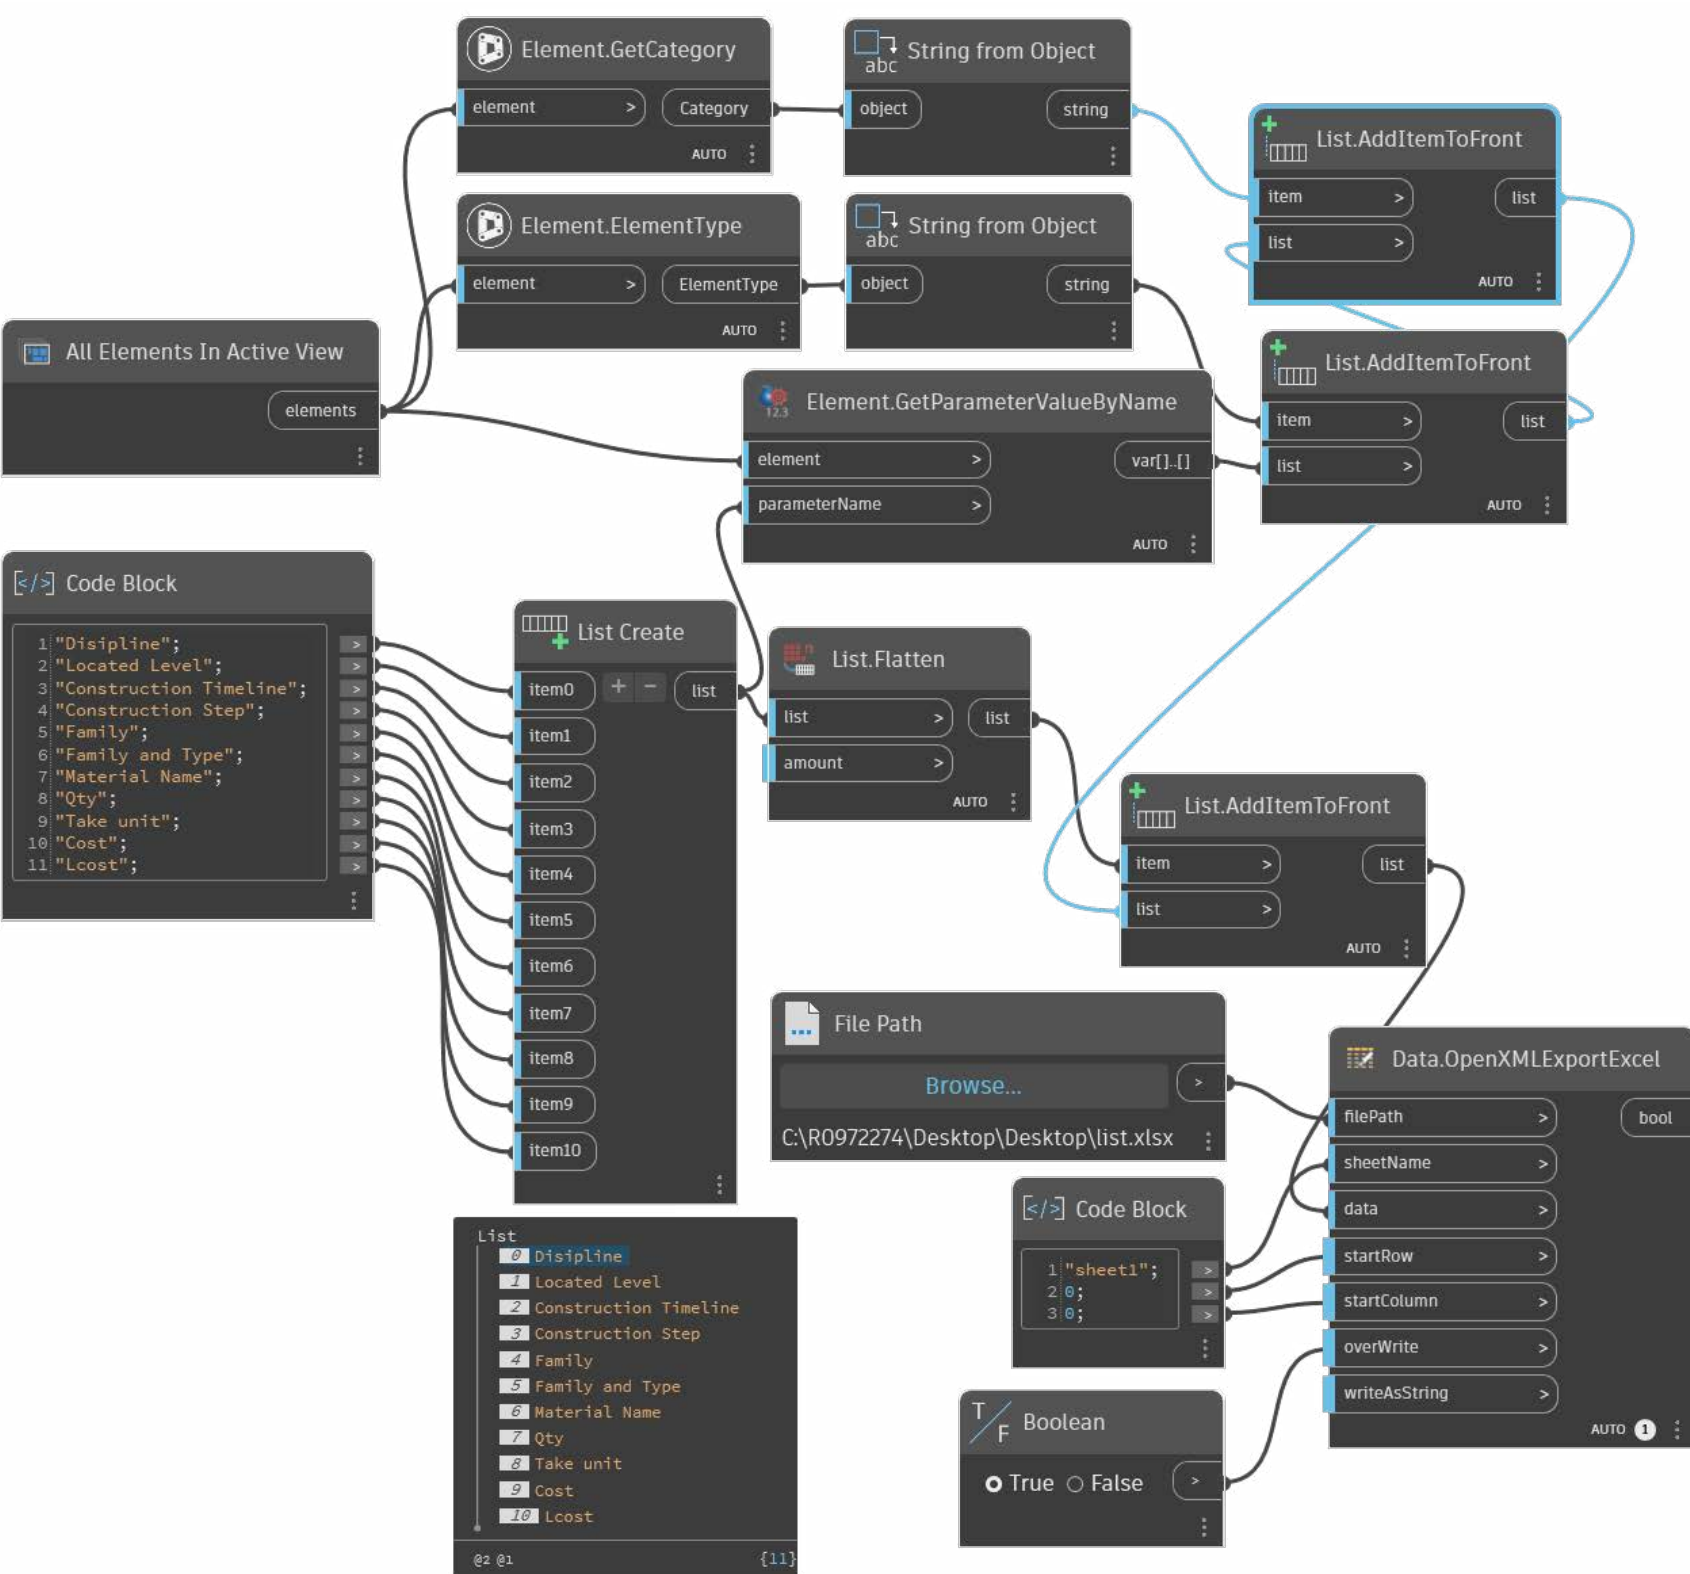 Element.GetCategory
element > Category
AUTO
abc String from Object
object string
List.AddItemToFront
item > list
list >
AUTO
Element.ElementType
element > ElementType
AUTO
abc String from Object
object string
All Elements In Active View
elements
12.3 Element.GetParameterValueByName
element > var[]..[]
parameterName >
AUTO
List.AddItemToFront
item > list
list >
AUTO
[</>] Code Block
1 "Disipline"; >
2 "Located Level"; >
3 "Construction Timeline"; >
4 "Construction Step"; >
5 "Family"; >
6 "Family and Type"; >
7 "Material Name"; >
8 "Qty"; >
9 "Take unit"; >
10 "Cost"; >
11 "Lcost"; >
List Create
item0 + - list
item1
item2
item3
item4
item5
item6
item7
item8
item9
item10
List.Flatten
list > list
amount >
AUTO
List.AddItemToFront
item > list
list >
AUTO
File Path
Browse... >
C:\R0972274\Desktop\Desktop\list.xlsx
Data.OpenXMLExportExcel
filePath > bool
sheetName >
data >
startRow >
startColumn >
overWrite >
writeAsString >
AUTO 1
[</>] Code Block
1 "sheet1"; >
2 0; >
3 0; >
T/F Boolean
True False >
List
0 Disipline
1 Located Level
2 Construction Timeline
3 Construction Step
4 Family
5 Family and Type
6 Material Name
7 Qty
8 Take unit
9 Cost
10 Lcost
@2 @1 {11}